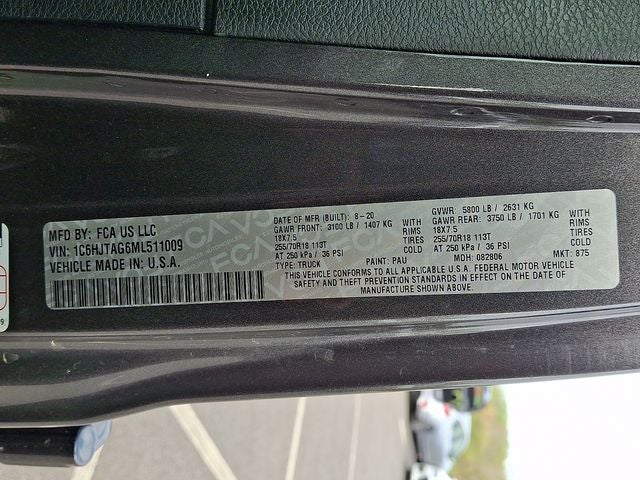 MFD BY: FCA US LLC
VIN: 1C6HJTAG6ML511009
VEHICLE MADE IN: U.S.A.
DATE OF MFR (BUILT): 8-20
GAWR FRONT: 3100 LB / 1407 KG WITH
18X7.5 RIMS
255/70R18 113T TIRES
AT 250 kPa / 36 PSI COLD
TYPE: TRUCK PAINT: PAU
GVWR: 5800 LB / 2631 KG
GAWR REAR: 3750 LB / 1701 KG WITH
18X7.5 RIMS
255/70R18 113T TIRES
AT 250 kPa / 36 PSI COLD
MDH: 082806 MKT: 875
THIS VEHICLE CONFORMS TO ALL APPLICABLE U.S.A. FEDERAL MOTOR VEHICLE
SAFETY AND THEFT PREVENTION STANDARDS IN EFFECT ON THE DATE OF
MANUFACTURE SHOWN ABOVE.